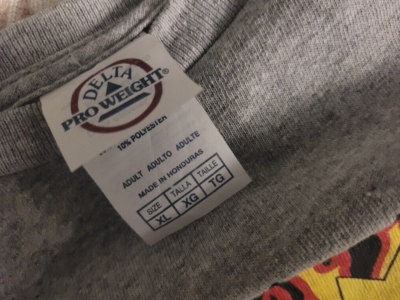 DELTA
PRO WEIGHT®
10% POLYESTER
ADULT ADULTO ADULTE
MADE IN HONDURAS
SIZE TALLA TAILLE
XL XG TG